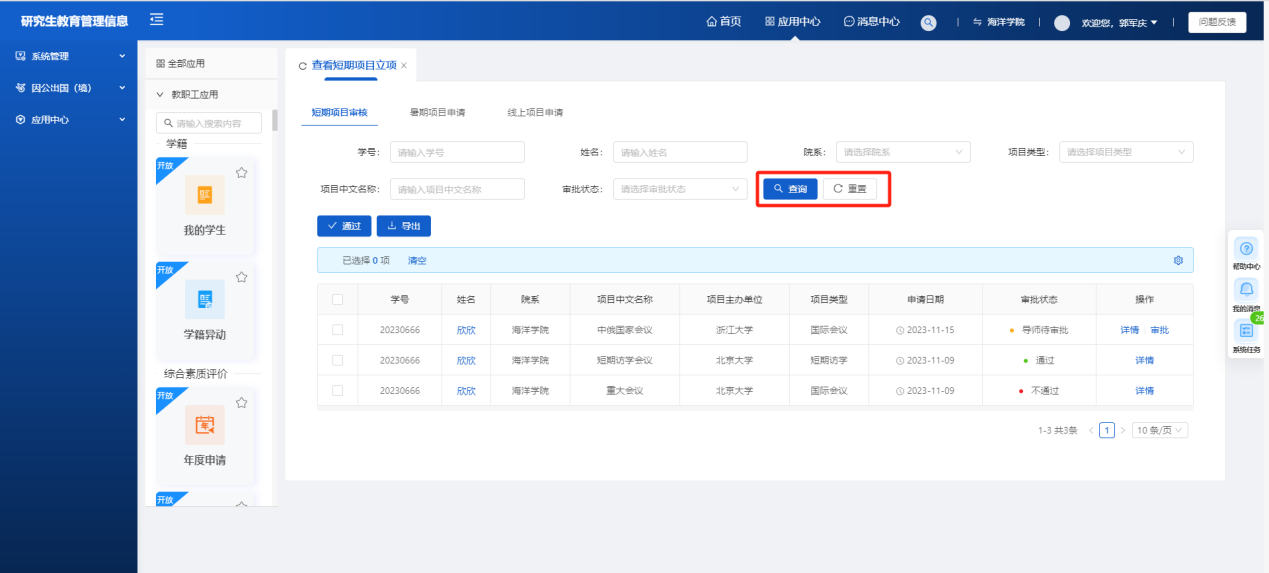 研究生教育管理信息 首页 应用中心 消息中心 海洋学院 欢迎您，郭军庆 问题反馈
系统管理
因公出国（境）
应用中心
全部应用
教职工应用
请输入搜索内容
学籍
开放
我的学生
开放
学籍异动
综合素质评价
开放
年度申请
开放
查看短期项目立项 ×
短期项目审核 暑期项目申请 线上项目申请
学号： 请输入学号 姓名： 请输入姓名 院系： 请选择院系 项目类型： 请选择项目类型
项目中文名称： 请输入项目中文名称 审批状态： 请选择审批状态 查询 重置
通过 导出
已选择 0 项 清空
学号 姓名 院系 项目中文名称 项目主办单位 项目类型 申请日期 审批状态 操作
20230666 欣欣 海洋学院 中俄国家会议 浙江大学 国际会议 2023-11-15 导师待审批 详情 审批
20230666 欣欣 海洋学院 短期访学会议 北京大学 短期访学 2023-11-09 通过 详情
20230666 欣欣 海洋学院 重大会议 北京大学 国际会议 2023-11-09 不通过 详情
1-3 共3条 < 1 > 10 条/页
帮助中心
我的消息
26
系统任务